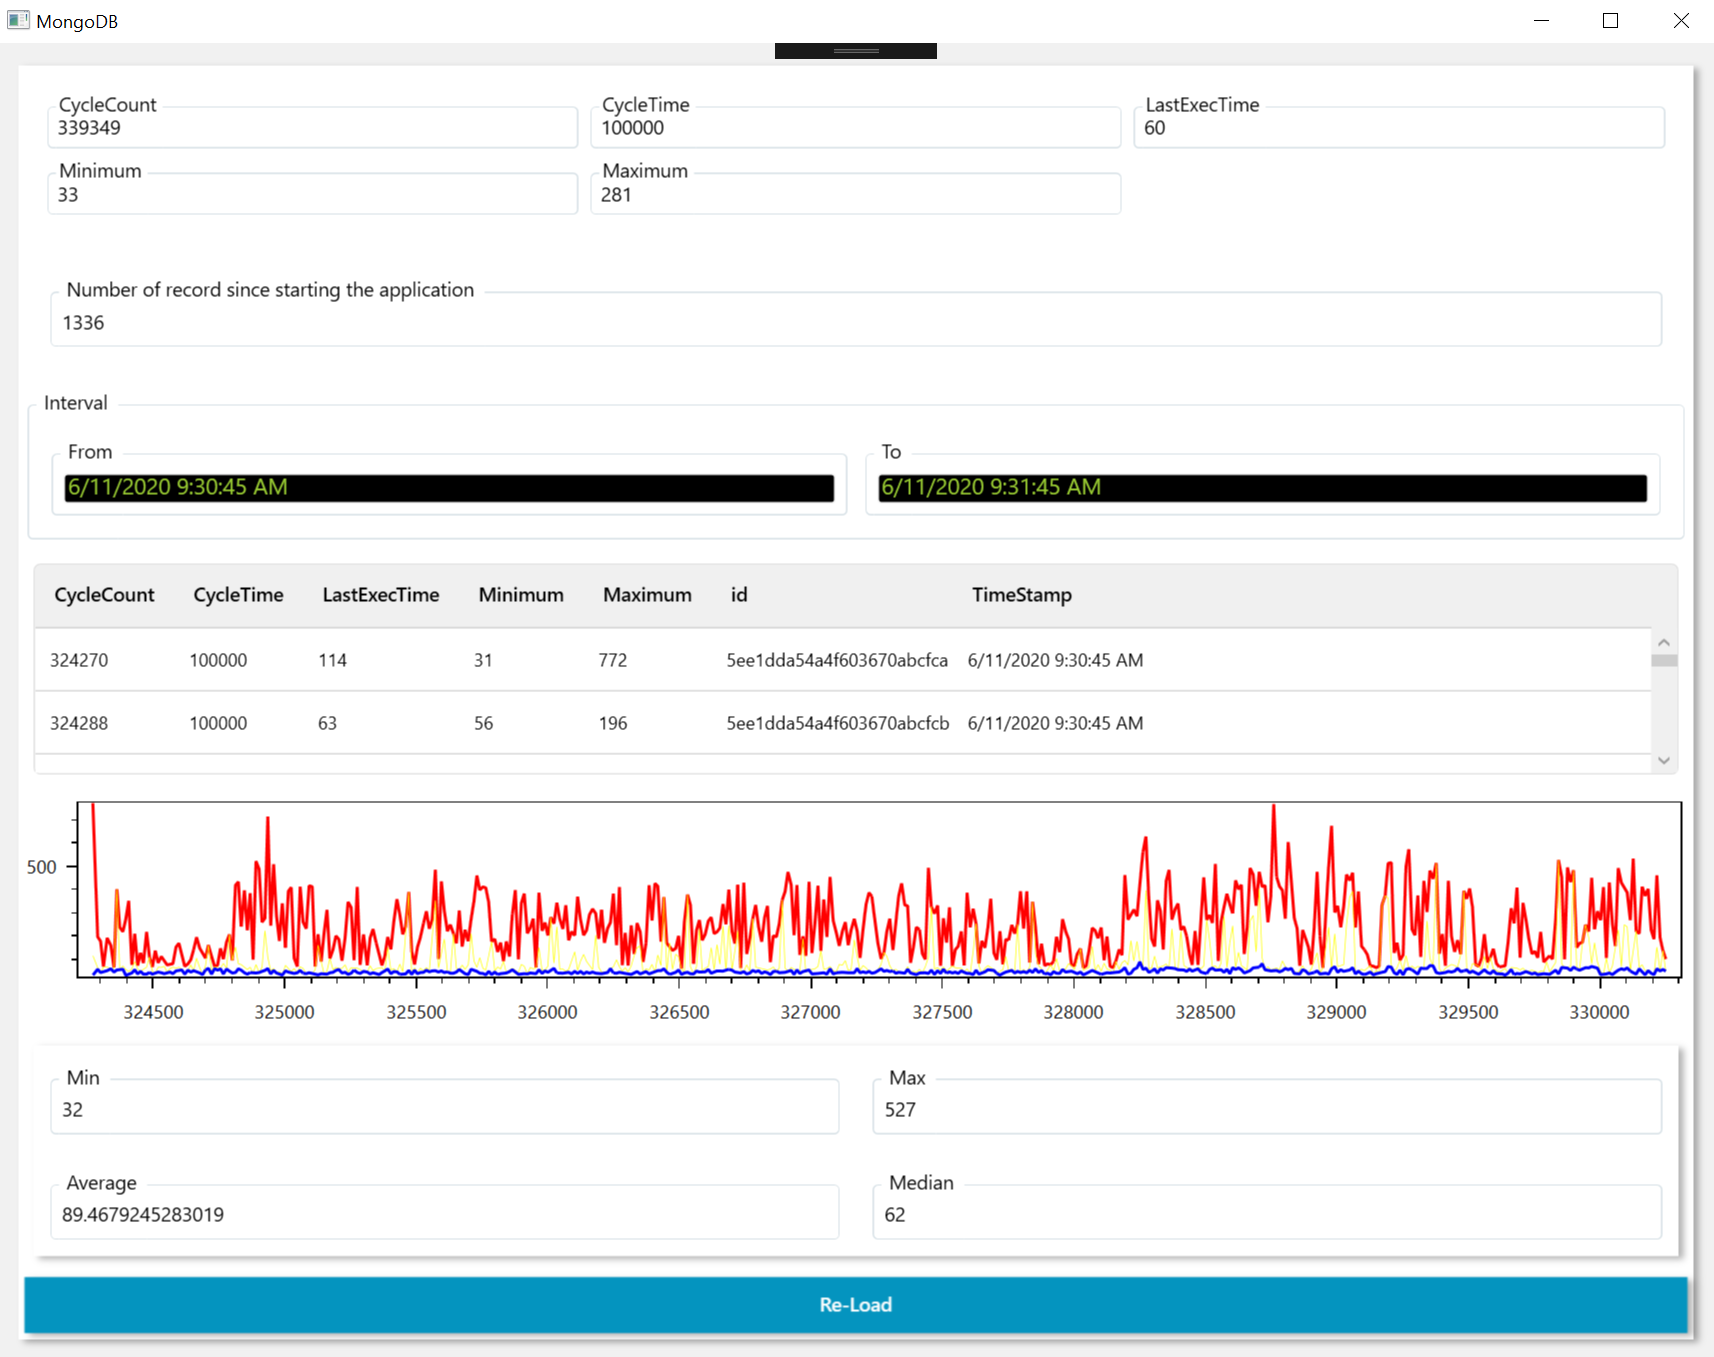 MongoDB
CycleCount CycleTime LastExecTime
339349 100000 60
Minimum Maximum
33 281
Number of record since starting the application
1336
Interval
From To
6/11/2020 9:30:45 AM 6/11/2020 9:31:45 AM
CycleCount CycleTime LastExecTime Minimum Maximum id TimeStamp
324270 100000 114 31 772 5ee1dda54a4f603670abcfca 6/11/2020 9:30:45 AM
324288 100000 63 56 196 5ee1dda54a4f603670abcfcb 6/11/2020 9:30:45 AM
500
324500 325000 325500 326000 326500 327000 327500 328000 328500 329000 329500 330000
Min Max
32 527
Average Median
89.4679245283019 62
Re-Load